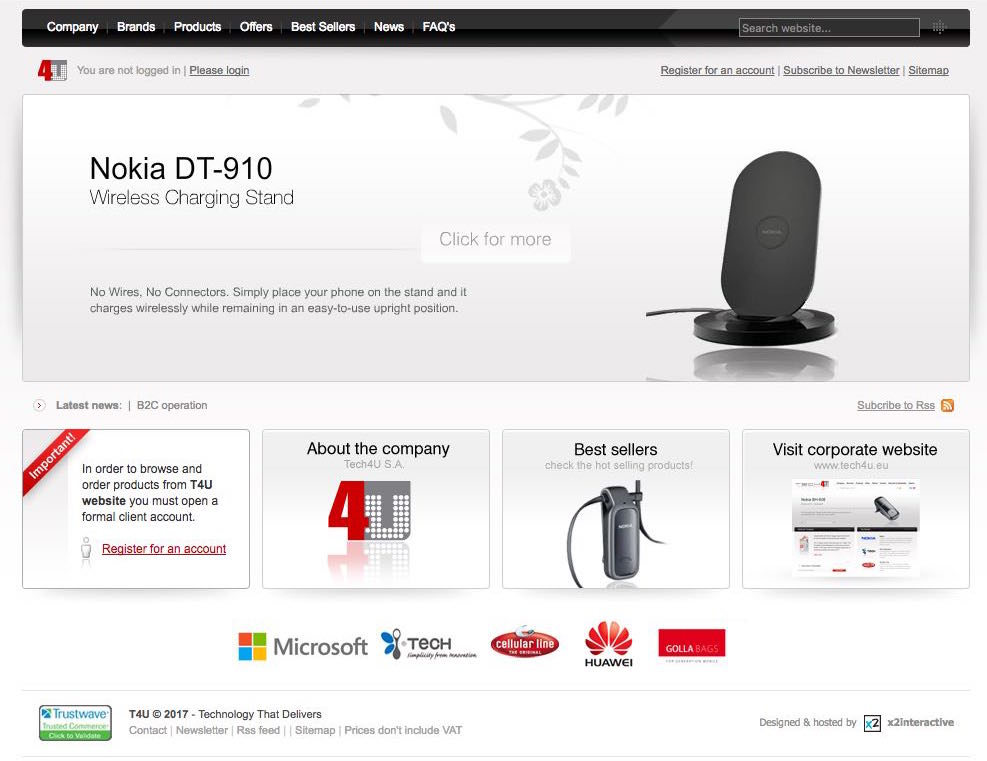 Company | Brands | Products | Offers | Best Sellers | News | FAQ's
Search website...
4U You are not logged in | Please login
Register for an account | Subscribe to Newsletter | Sitemap
Nokia DT-910
Wireless Charging Stand
Click for more
NOKIA
No Wires, No Connectors. Simply place your phone on the stand and it
charges wirelessly while remaining in an easy-to-use upright position.
Latest news: | B2C operation
Subcribe to Rss
Important!
In order to browse and
order products from T4U
website you must open a
formal client account.
Register for an account
About the company
Tech4U S.A.
4U
Best sellers
check the hot selling products!
NOKIA
Visit corporate website
www.tech4u.eu
Microsoft
TECH
Simplicity from innovation
cellular line
THE ORIGINAL
HUAWEI
GOLLA BAGS
FOR GENERATION MOBILE
Trustwave
Trusted Commerce
Click to Validate
T4U © 2017 - Technology That Delivers
Contact | Newsletter | Rss feed | | Sitemap | Prices don't include VAT
Designed & hosted by x2 x2interactive